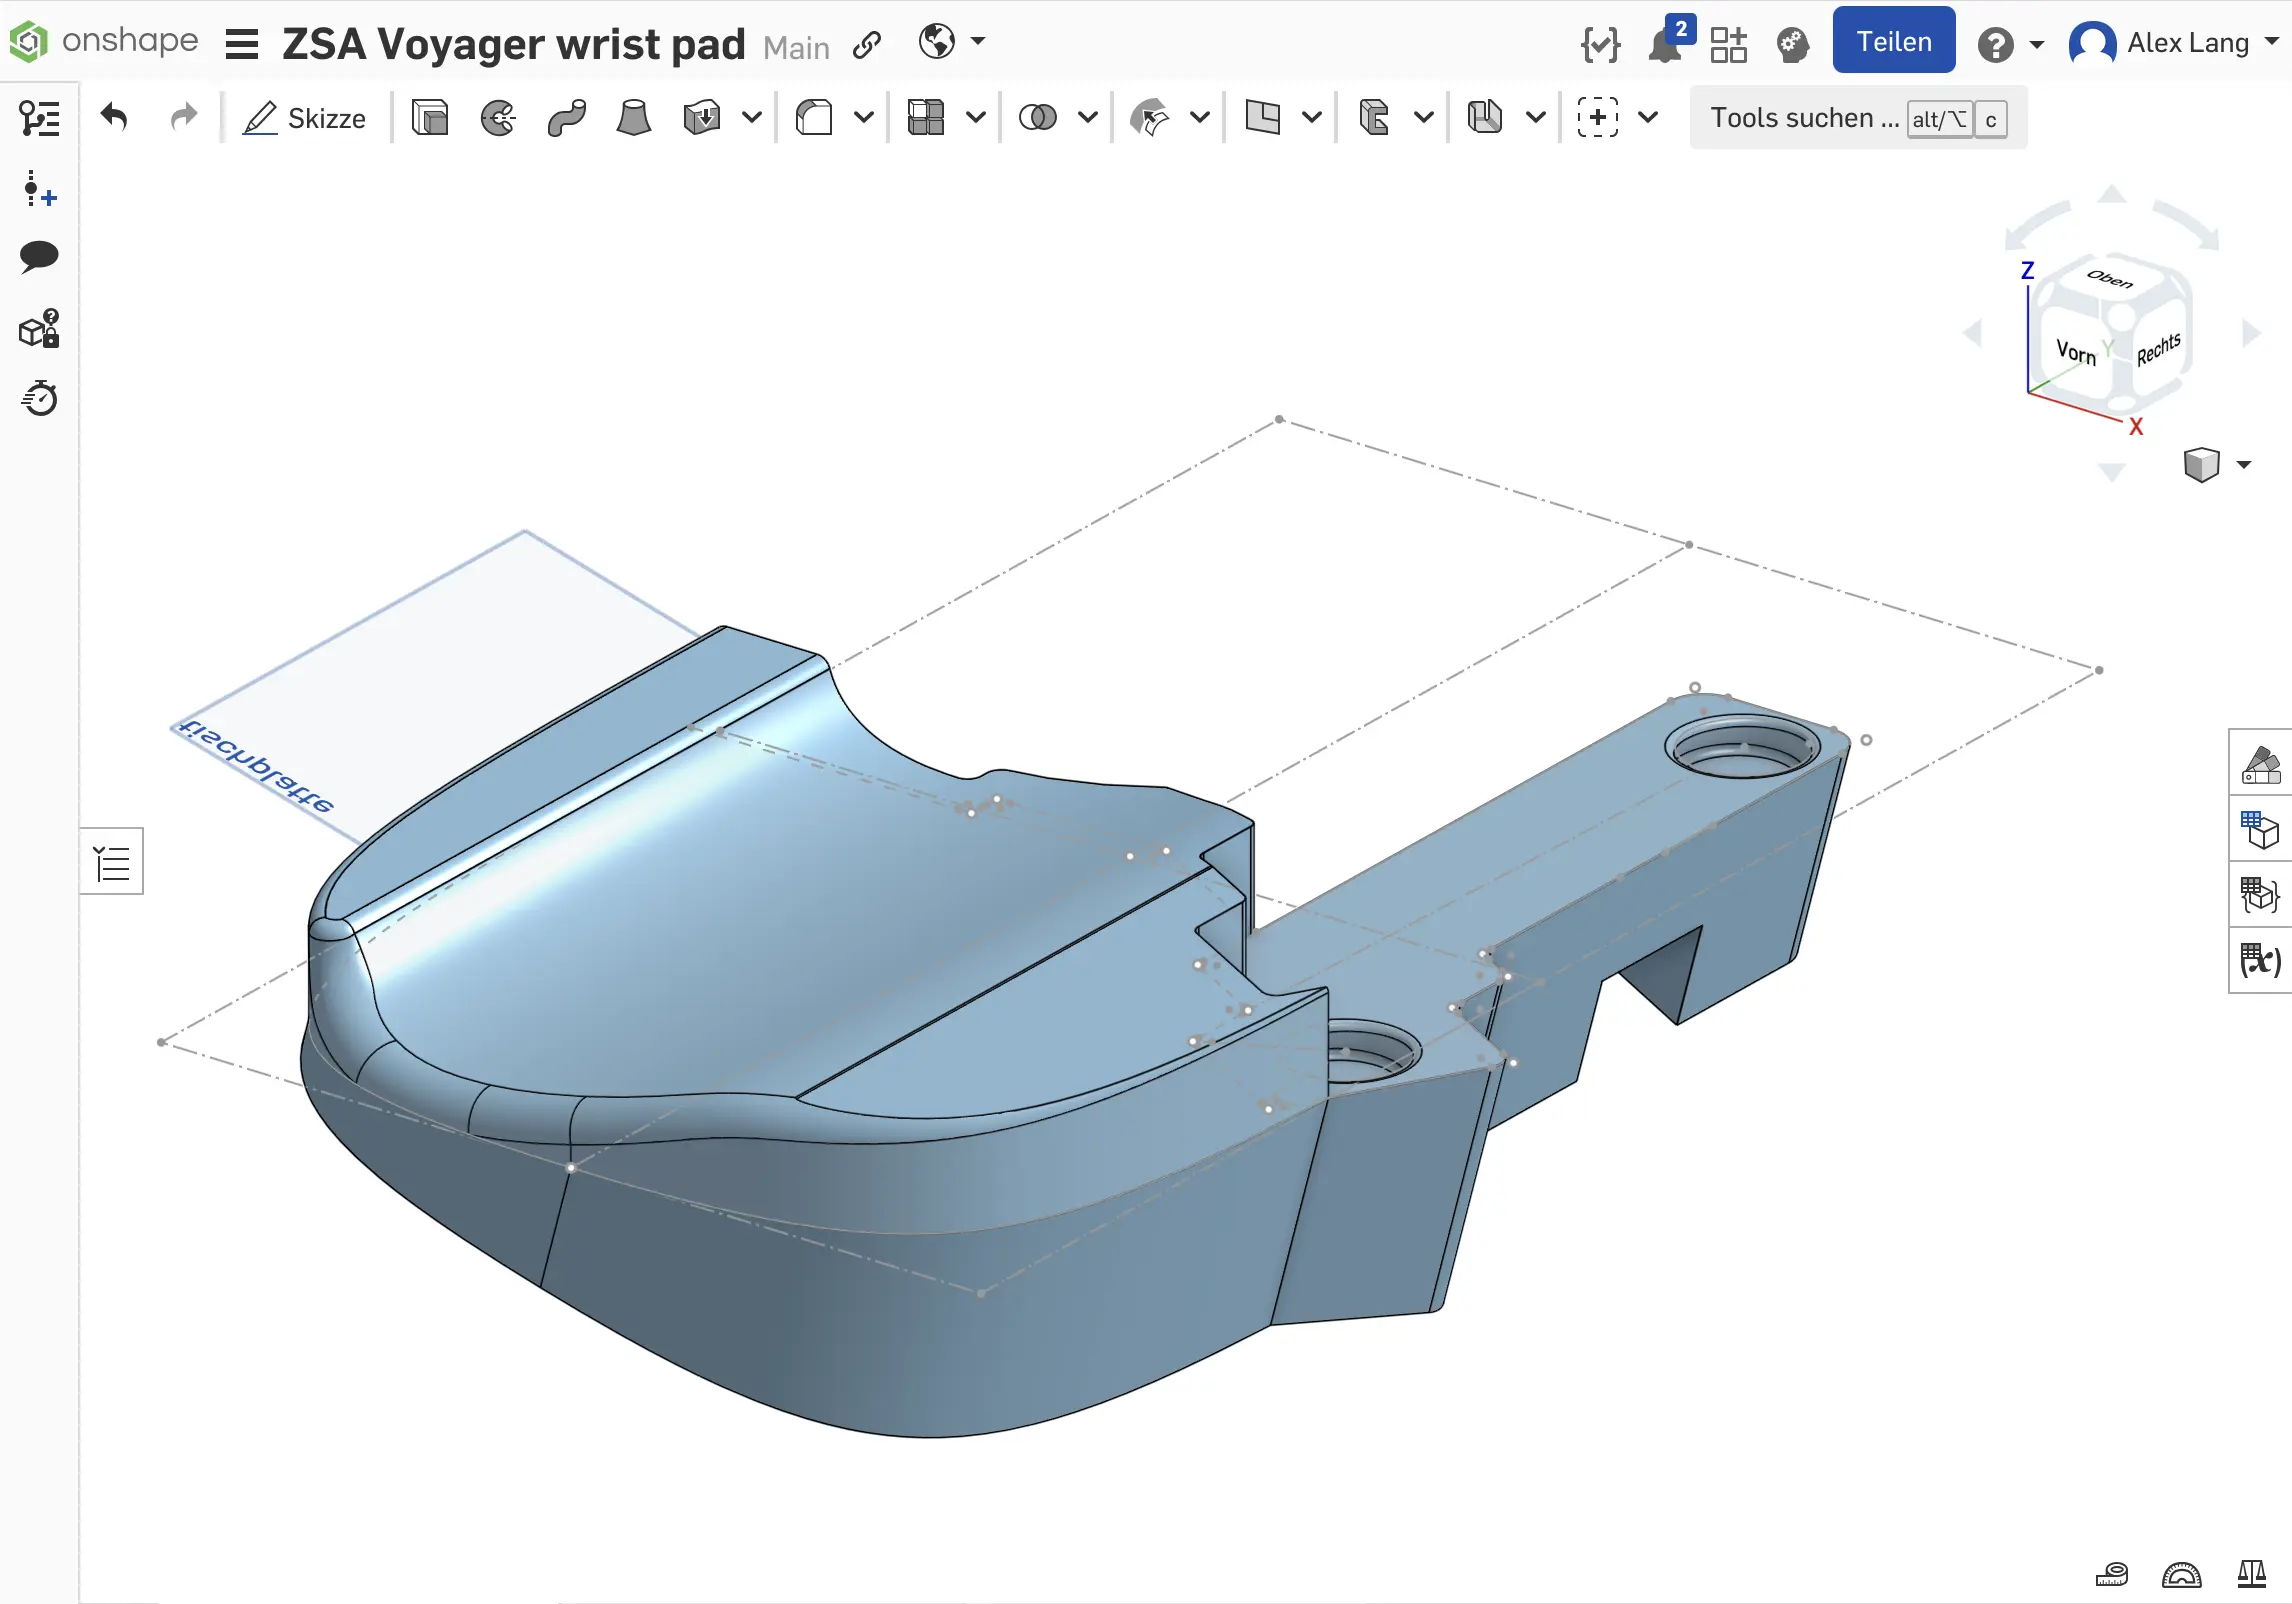 onshape
ZSA Voyager wrist pad Main
2
Teilen
?
Alex Lang
Skizze
Tools suchen ... alt/⌥ c
Z
Oben
Vorn
Y
Rechts
X
Tischplatte
(x)